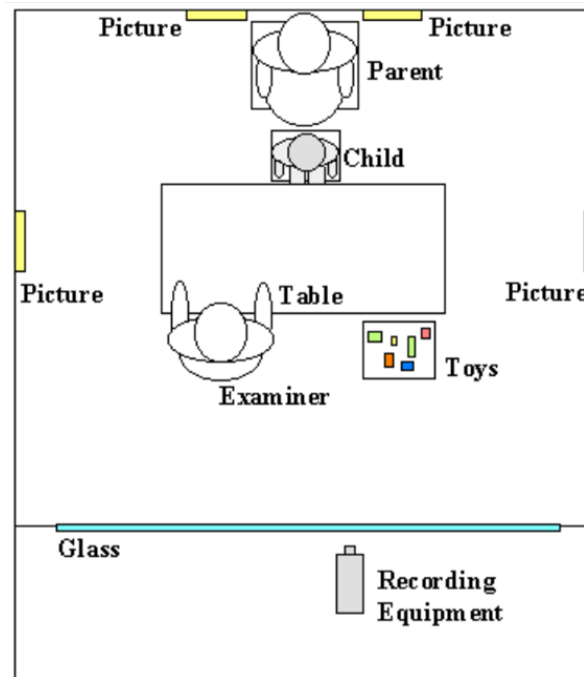 Picture
Picture
Parent
Child
Picture
Table
Picture
Examiner
Toys
Glass
Recording
Equipment